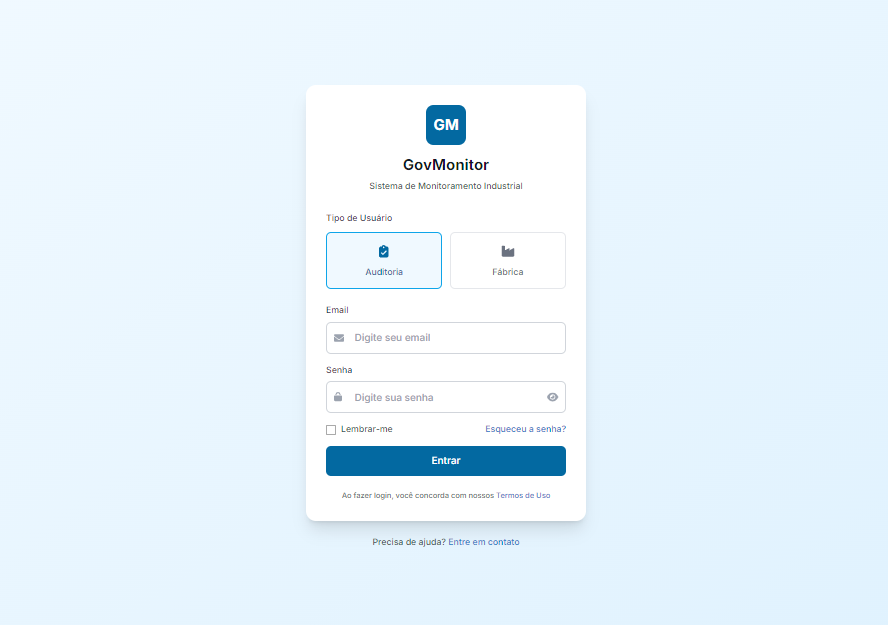 GM
GovMonitor
Sistema de Monitoramento Industrial
Tipo de Usuário
Auditoria
Fábrica
Email
Digite seu email
Senha
Digite sua senha
Lembrar-me
Esqueceu a senha?
Entrar
Ao fazer login, você concorda com nossos Termos de Uso
Precisa de ajuda? Entre em contato